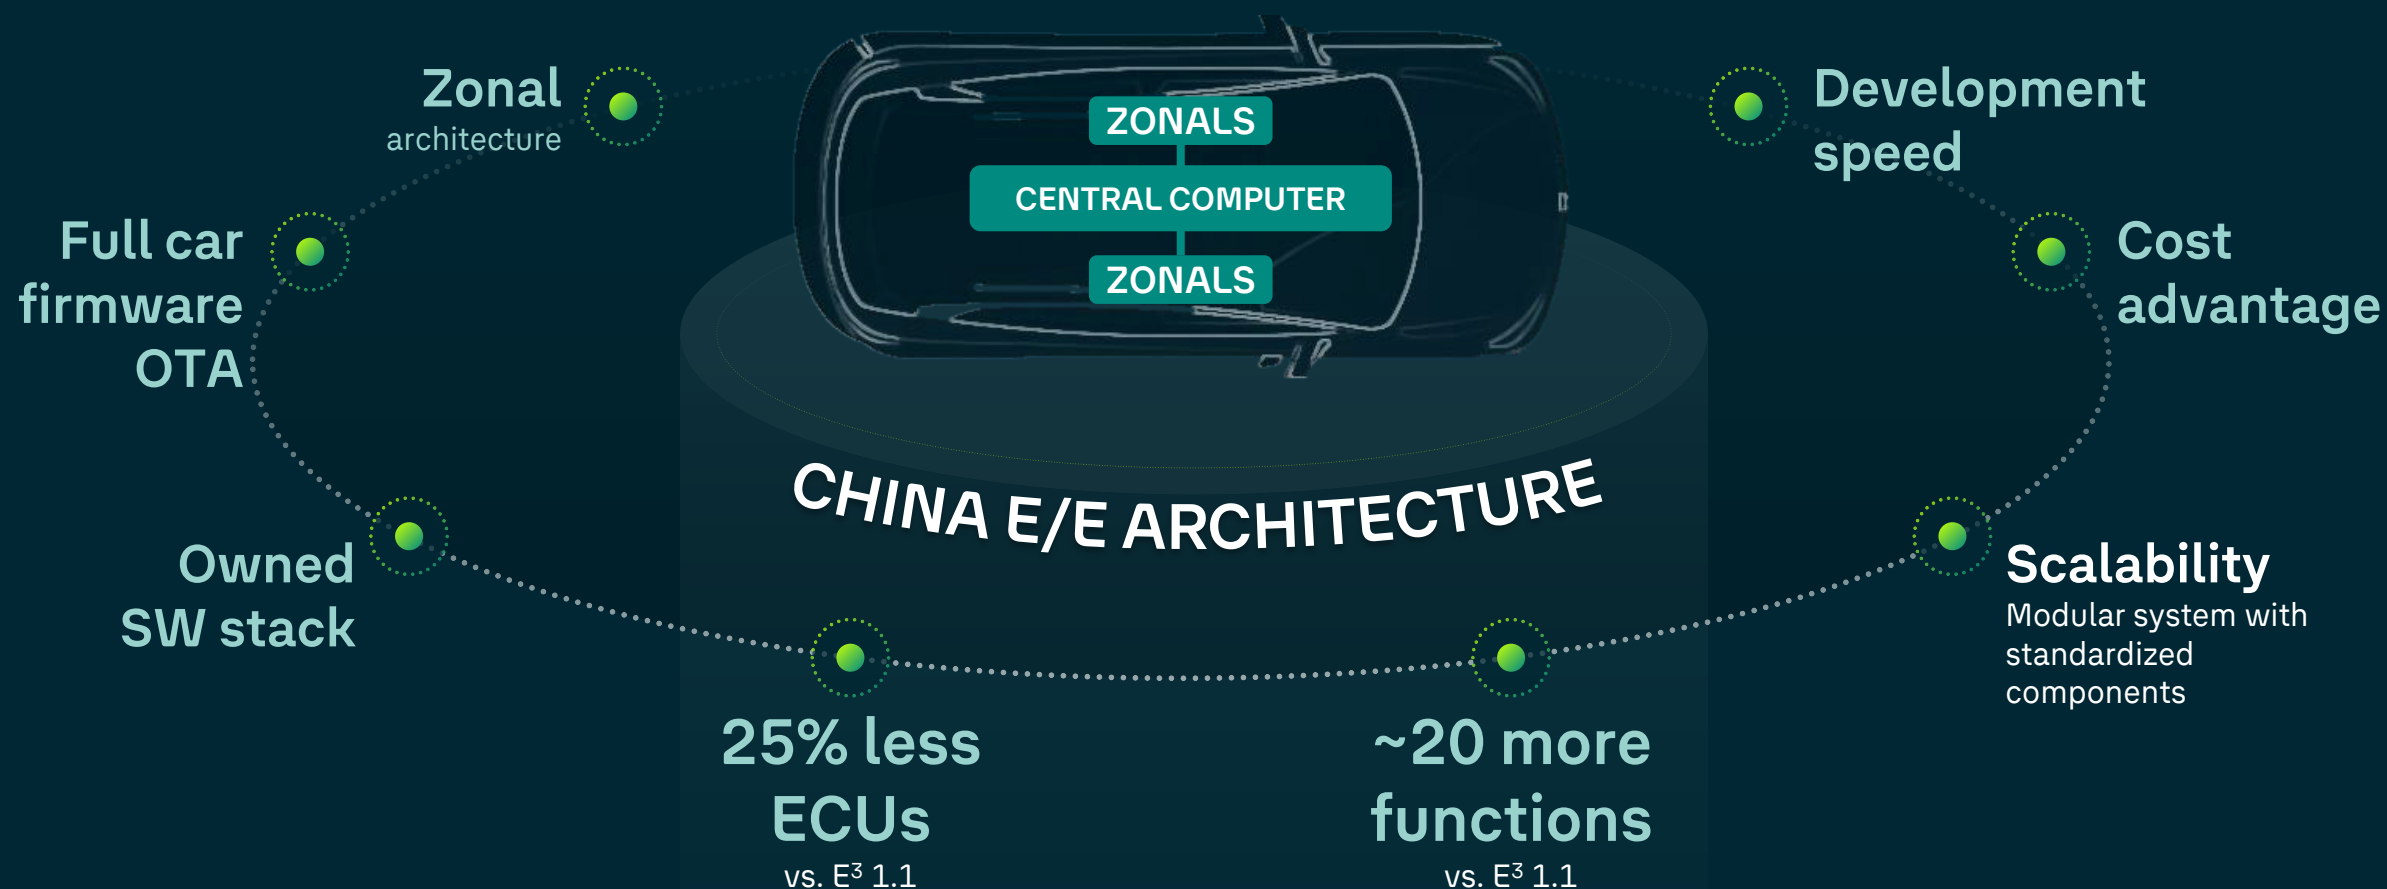 Zonal
architecture
Full car
firmware
OTA
Owned
SW stack
ZONALS
CENTRAL COMPUTER
ZONALS
CHINA E/E ARCHITECTURE
25% less
ECUs
vs. E³ 1.1
~20 more
functions
vs. E³ 1.1
Development
speed
Cost
advantage
Scalability
Modular system with
standardized
components